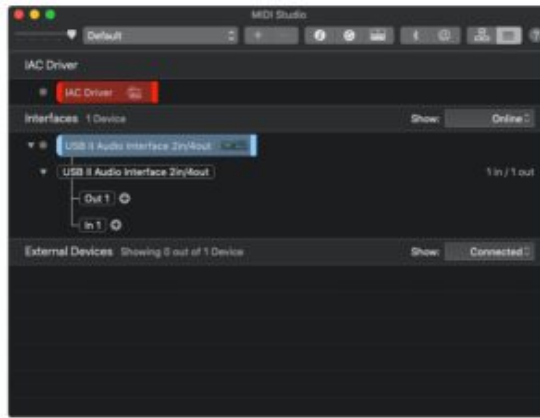 MIDI Studio
Default
IAC Driver
IAC Driver
Interfaces 1 Device Show: Online
USB II Audio Interface 2in/4out
USB II Audio Interface 2in/4out 1 in / 1 out
Out 1
In 1
External Devices Showing 0 out of 1 Device Show: Connected